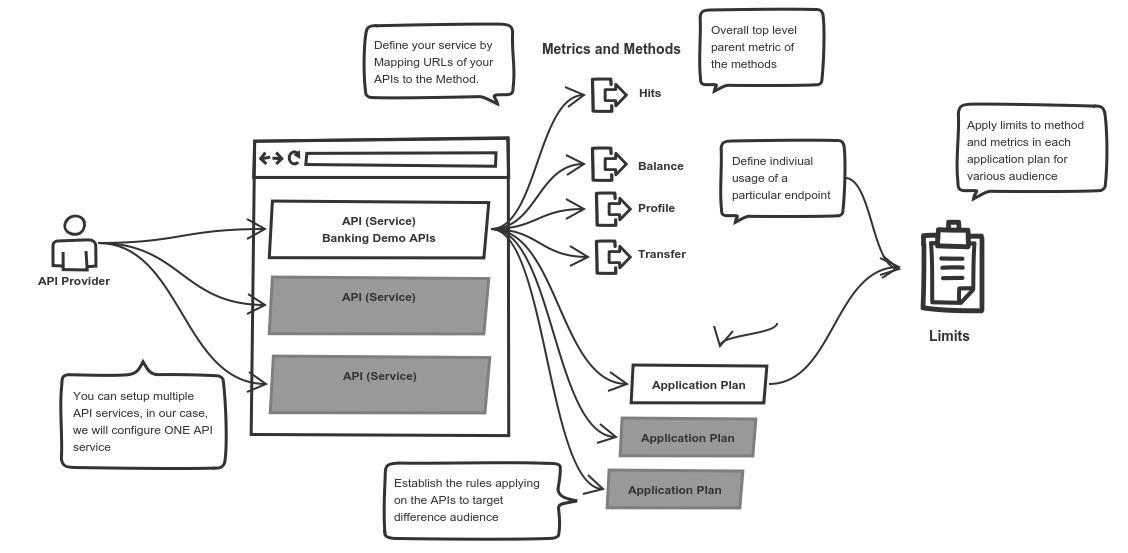 Define your service by
Mapping URLs of your
APIs to the Method.
Metrics and Methods
Overall top level
parent metric of
the methods
Hits
Balance
Profile
Transfer
Define indiviual
usage of a
particular endpoint
Apply limits to method
and metrics in each
application plan for
various audience
API (Service)
Banking Demo APIs
API (Service)
API (Service)
API Provider
You can setup multiple
API services, in our case,
we will configure ONE API
service
Limits
Application Plan
Application Plan
Application Plan
Establish the rules applying
on the APIs to target
difference audience